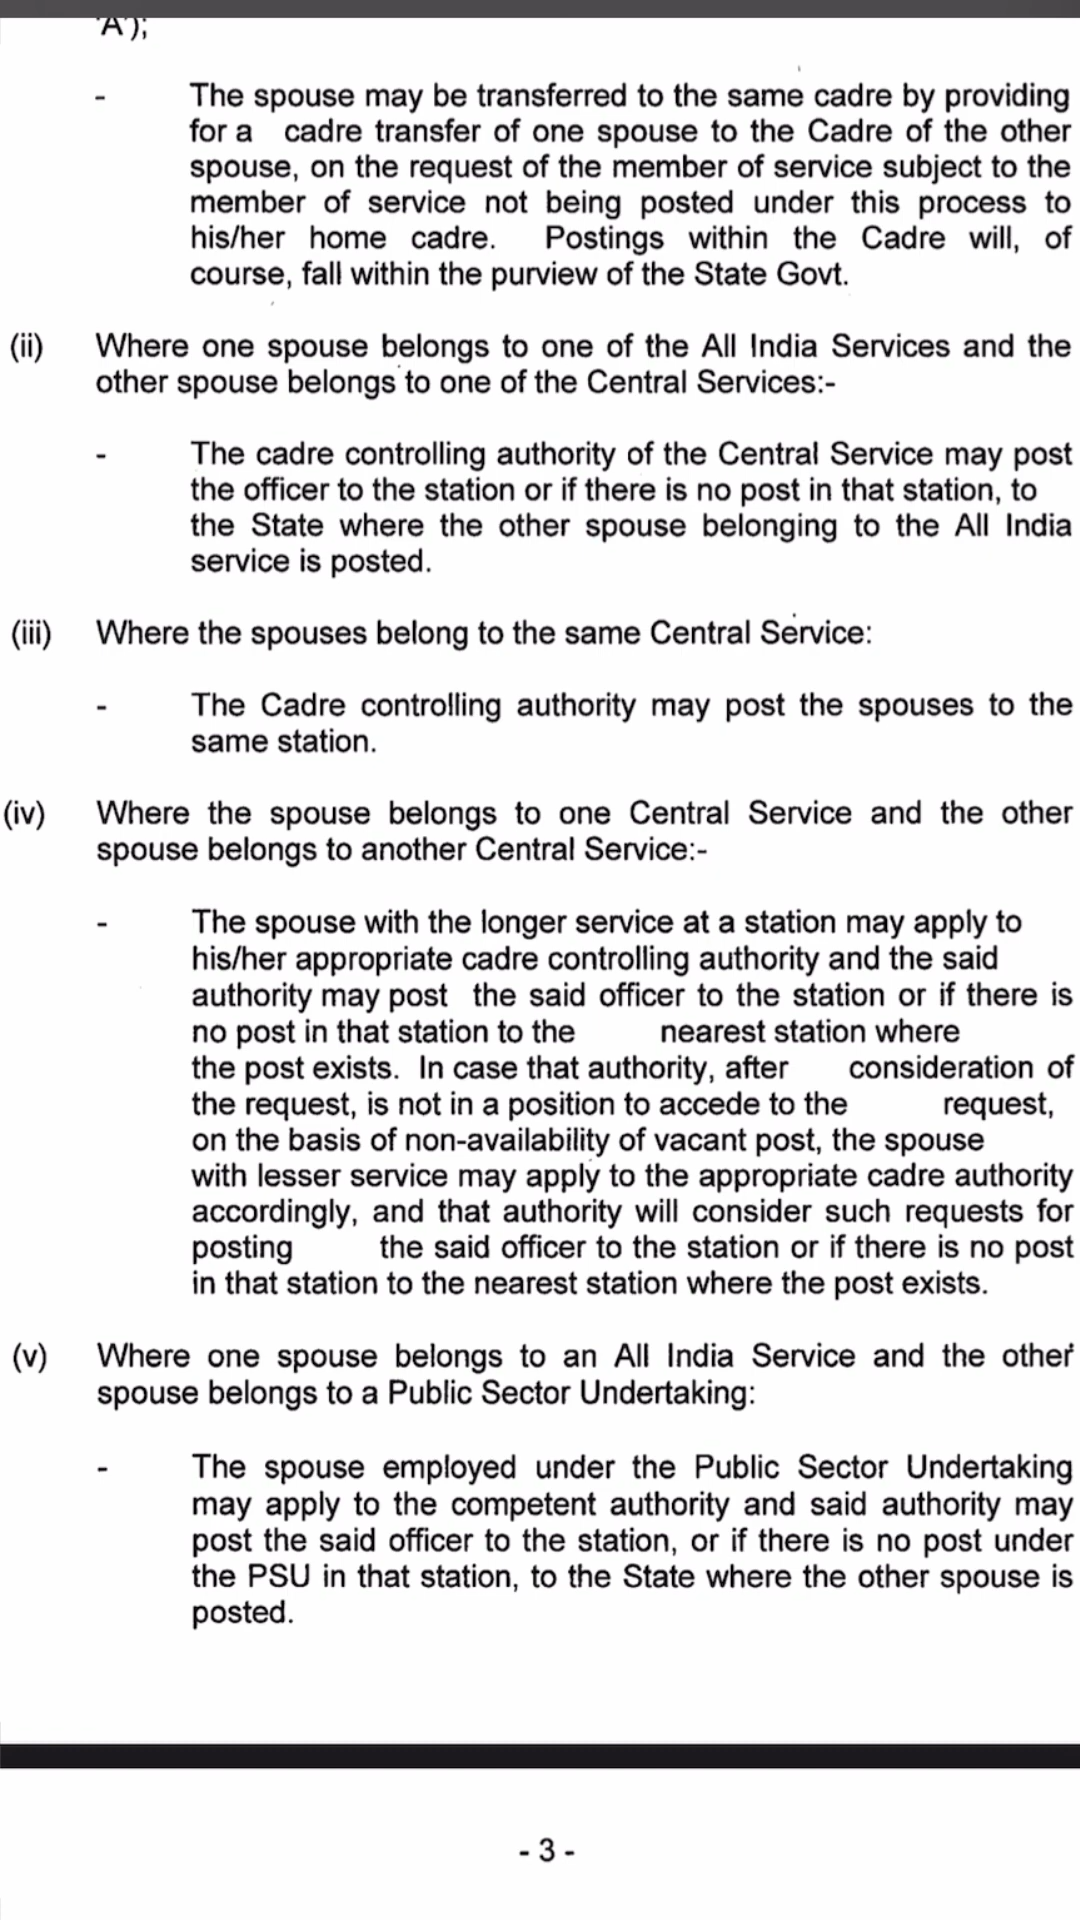 'A');
- The spouse may be transferred to the same cadre by providing
for a cadre transfer of one spouse to the Cadre of the other
spouse, on the request of the member of service subject to the
member of service not being posted under this process to
his/her home cadre. Postings within the Cadre will, of
course, fall within the purview of the State Govt.
(ii) Where one spouse belongs to one of the All India Services and the
other spouse belongs to one of the Central Services:-
- The cadre controlling authority of the Central Service may post
the officer to the station or if there is no post in that station, to
the State where the other spouse belonging to the All India
service is posted.
(iii) Where the spouses belong to the same Central Service:
- The Cadre controlling authority may post the spouses to the
same station.
(iv) Where the spouse belongs to one Central Service and the other
spouse belongs to another Central Service:-
- The spouse with the longer service at a station may apply to
his/her appropriate cadre controlling authority and the said
authority may post the said officer to the station or if there is
no post in that station to the nearest station where
the post exists. In case that authority, after consideration of
the request, is not in a position to accede to the request,
on the basis of non-availability of vacant post, the spouse
with lesser service may apply to the appropriate cadre authority
accordingly, and that authority will consider such requests for
posting the said officer to the station or if there is no post
in that station to the nearest station where the post exists.
(v) Where one spouse belongs to an All India Service and the other
spouse belongs to a Public Sector Undertaking:
- The spouse employed under the Public Sector Undertaking
may apply to the competent authority and said authority may
post the said officer to the station, or if there is no post under
the PSU in that station, to the State where the other spouse is
posted.
- 3 -